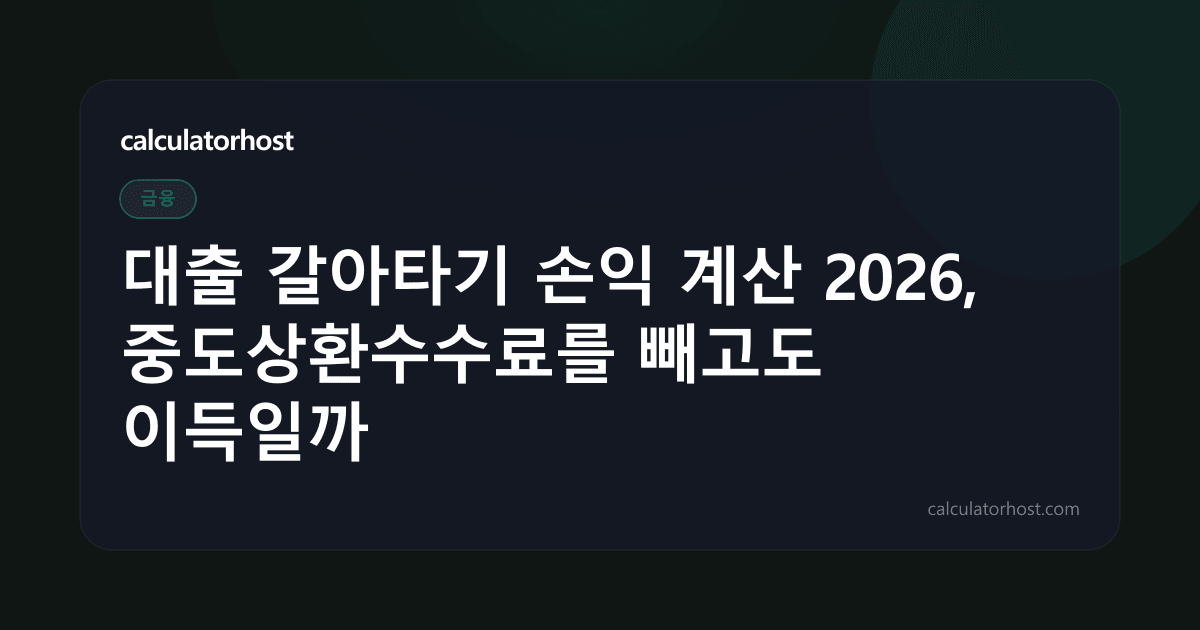 calculatorhost
금융
대출 갈아타기 손익 계산 2026,
중도상환수수료를 빼고도
이득일까
calculatorhost.com